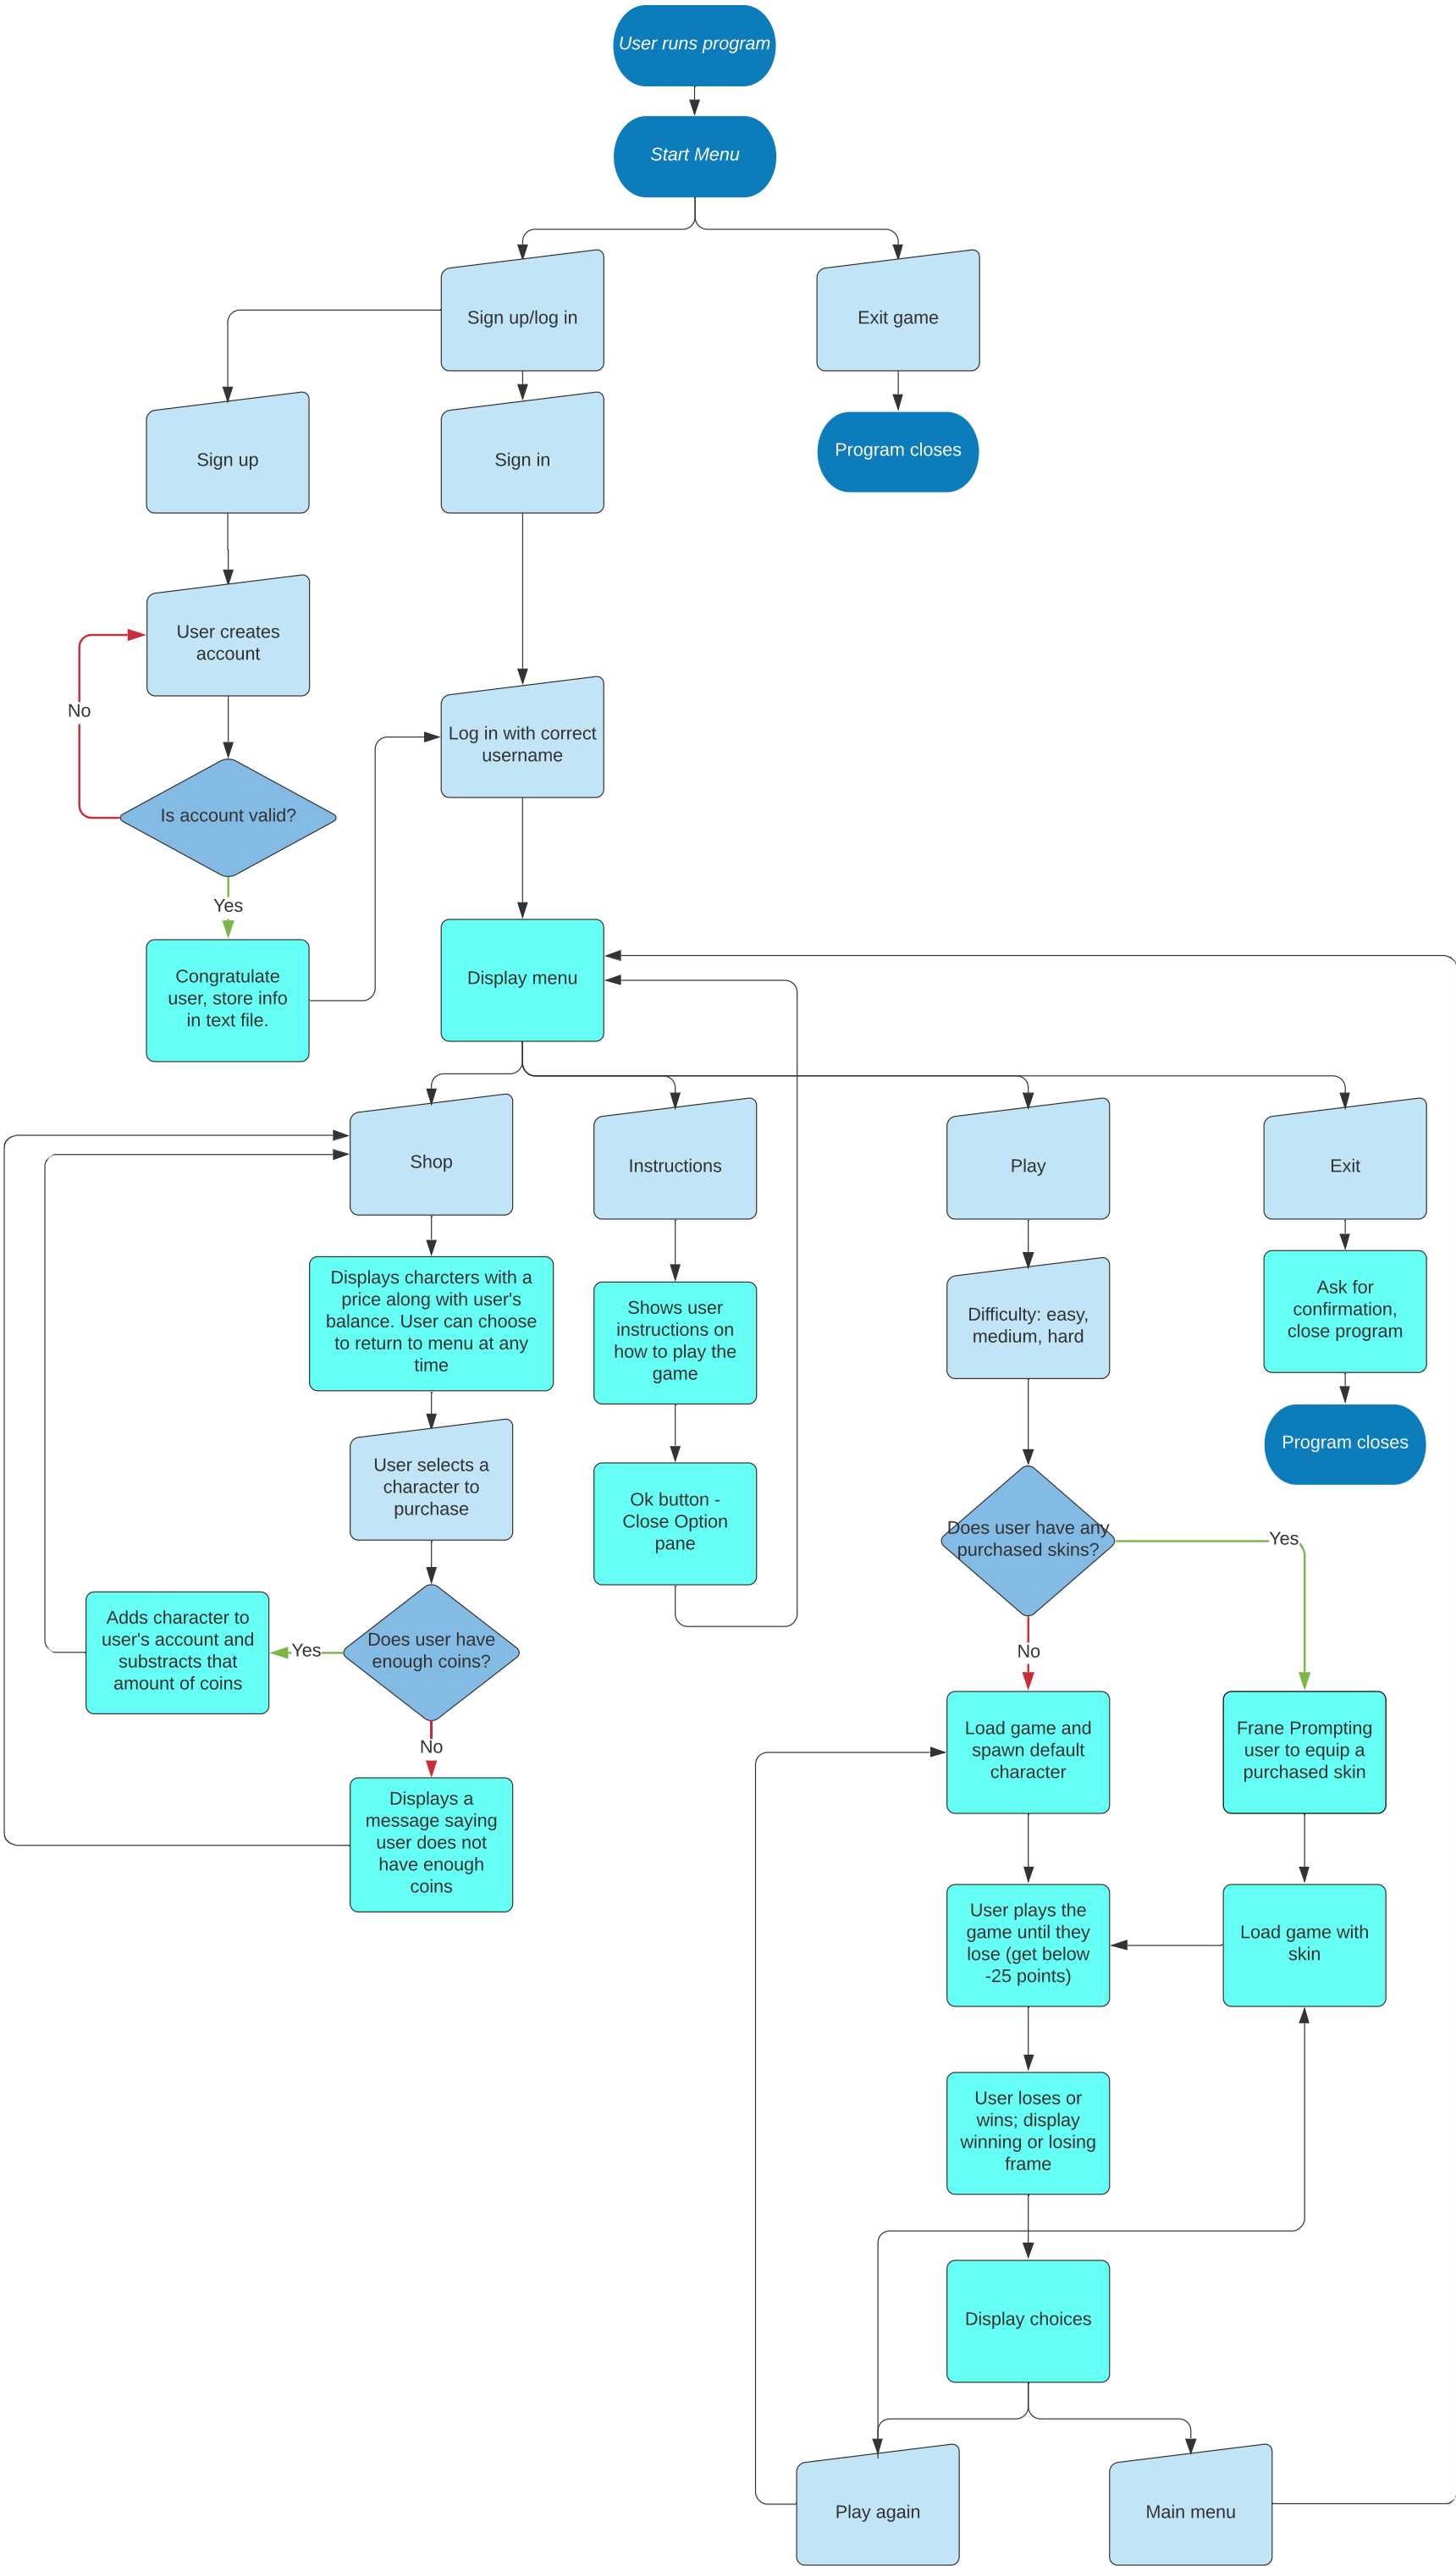 User runs program
Start Menu
Sign up/log in
Exit game
Sign up
Sign in
Program closes
User creates
account
No
Log in with correct
username
Is account valid?
Yes
Congratulate
user, store info
in text file.
Display menu
Shop
Instructions
Play
Exit
Displays charcters with a
price along with user's
balance. User can choose
to return to menu at any
time
Shows user
instructions on
how to play the
game
Difficulty: easy,
medium, hard
Ask for
confirmation,
close program
Program closes
User selects a
character to
purchase
Ok button -
Close Option
pane
Does user have any
purchased skins?
Yes
Adds character to
user's account and
substracts that
amount of coins
Yes
Does user have
enough coins?
No
No
Load game and
spawn default
character
Frane Prompting
user to equip a
purchased skin
Displays a
message saying
user does not
have enough
coins
User plays the
game until they
lose (get below
-25 points)
Load game with
skin
User loses or
wins; display
winning or losing
frame
Display choices
Play again
Main menu